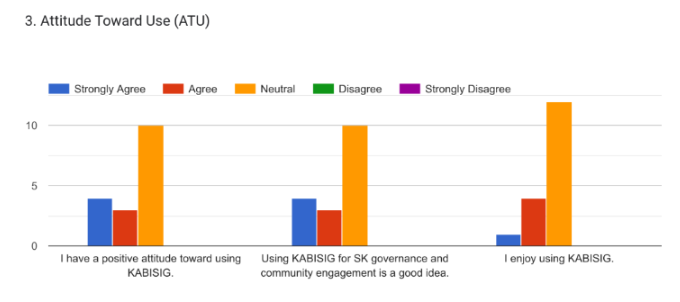 3. Attitude Toward Use (ATU)
Strongly Agree Agree Neutral Disagree Strongly Disagree
10
5
0
I have a positive attitude toward using
KABISIG.
Using KABISIG for SK governance and
community engagement is a good idea.
I enjoy using KABISIG.